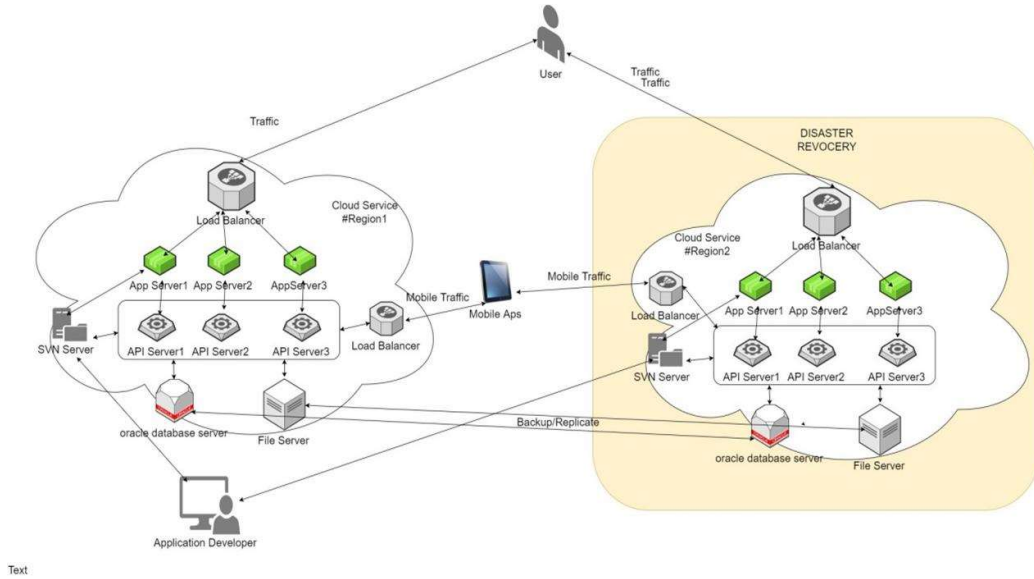 User
Traffic
Traffic
Traffic
DISASTER
REVOCERY
Cloud Service
#Region1
Load Balancer
App Server1
App Server2
AppServer3
SVN Server
API Server1
API Server2
API Server3
Load Balancer
oracle database server
File Server
Mobile Traffic
Mobile Aps
Mobile Traffic
Cloud Service
#Region2
Load Balancer
Load Balancer
App Server1
App Server2
AppServer3
SVN Server
API Server1
API Server2
API Server3
oracle database server
File Server
Backup/Replicate
Application Developer
Text